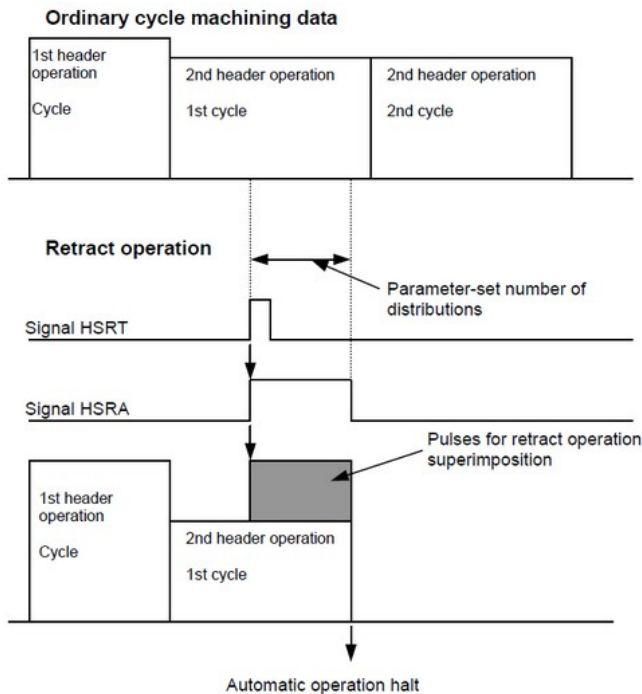 Ordinary cycle machining data
1st header
operation
Cycle
2nd header operation
1st cycle
2nd header operation
2nd cycle
Retract operation
Parameter-set number of
distributions
Signal HSRT
Signal HSRA
Pulses for retract operation
superimposition
1st header
operation
Cycle
2nd header operation
1st cycle
Automatic operation halt